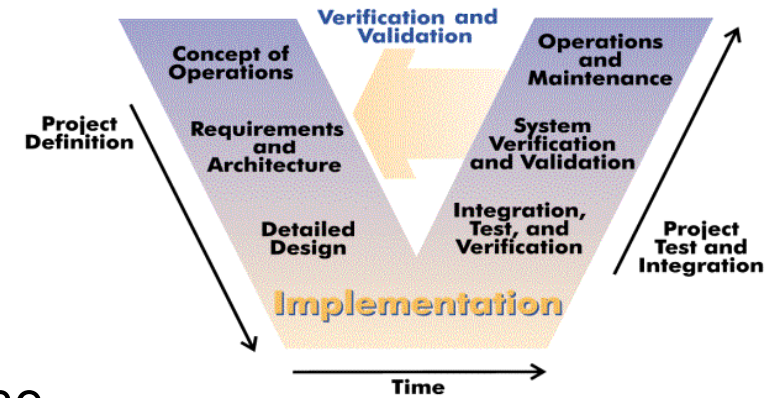 Verification and
Validation
Concept of
Operations
Operations
and
Maintenance
Project
Definition
Requirements
and
Architecture
System
Verification
and Validation
Detailed
Design
Integration,
Test, and
Verification
Project
Test and
Integration
Implementation
Time